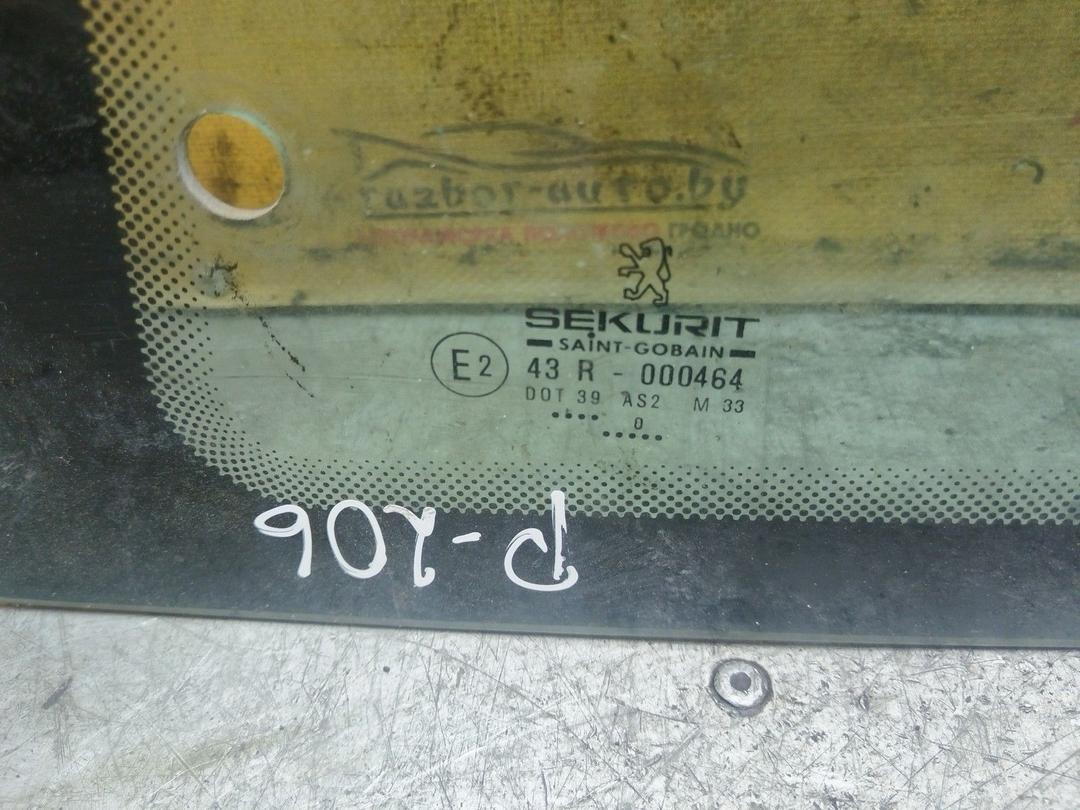 razbor-auto.by
ГРОДНО
SEKURIT
SAINT-GOBAIN
E2
43 R - 000464
DOT 39 AS2 M 33
.... 0 .....
P-206